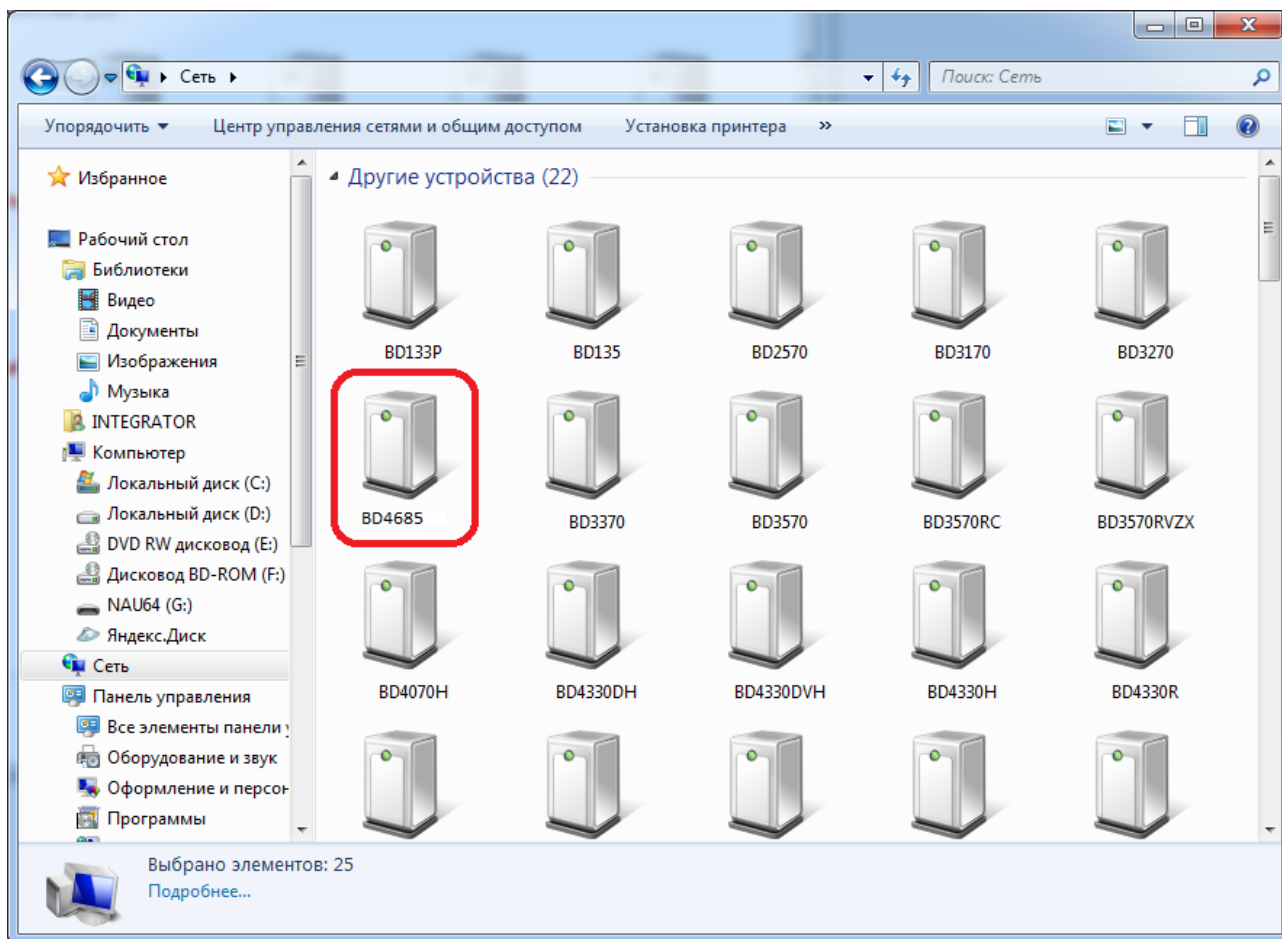 Сеть
Поиск: Сеть
Упорядочить
Центр управления сетями и общим доступом
Установка принтера
»
Избранное
Рабочий стол
Библиотеки
Видео
Документы
Изображения
Музыка
INTEGRATOR
Компьютер
Локальный диск (C:)
Локальный диск (D:)
DVD RW дисковод (E:)
Дисковод BD-ROM (F:)
NAU64 (G:)
Яндекс.Диск
Сеть
Панель управления
Все элементы панели
Оборудование и звук
Оформление и персон
Программы
Другие устройства (22)
BD133P
BD135
BD2570
BD3170
BD3270
BD4685
BD3370
BD3570
BD3570RC
BD3570RVZX
BD4070H
BD4330DH
BD4330DVH
BD4330H
BD4330R
Выбрано элементов: 25
Подробнее...